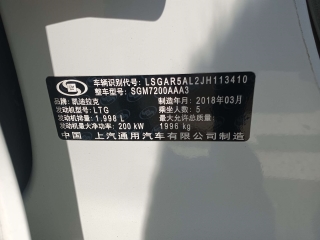 车辆识别代号: LSGAR5AL2JH113410
整车型号: SGM7200AAA3
品牌: 凯迪拉克 制造年月: 2018年03月
发动机型号: LTG 乘坐人数: 5
发动机排量: 1.998 L 最大允许总质量:
发动机最大净功率: 200 kW 1996 kg
中国 上汽通用汽车有限公司 制造